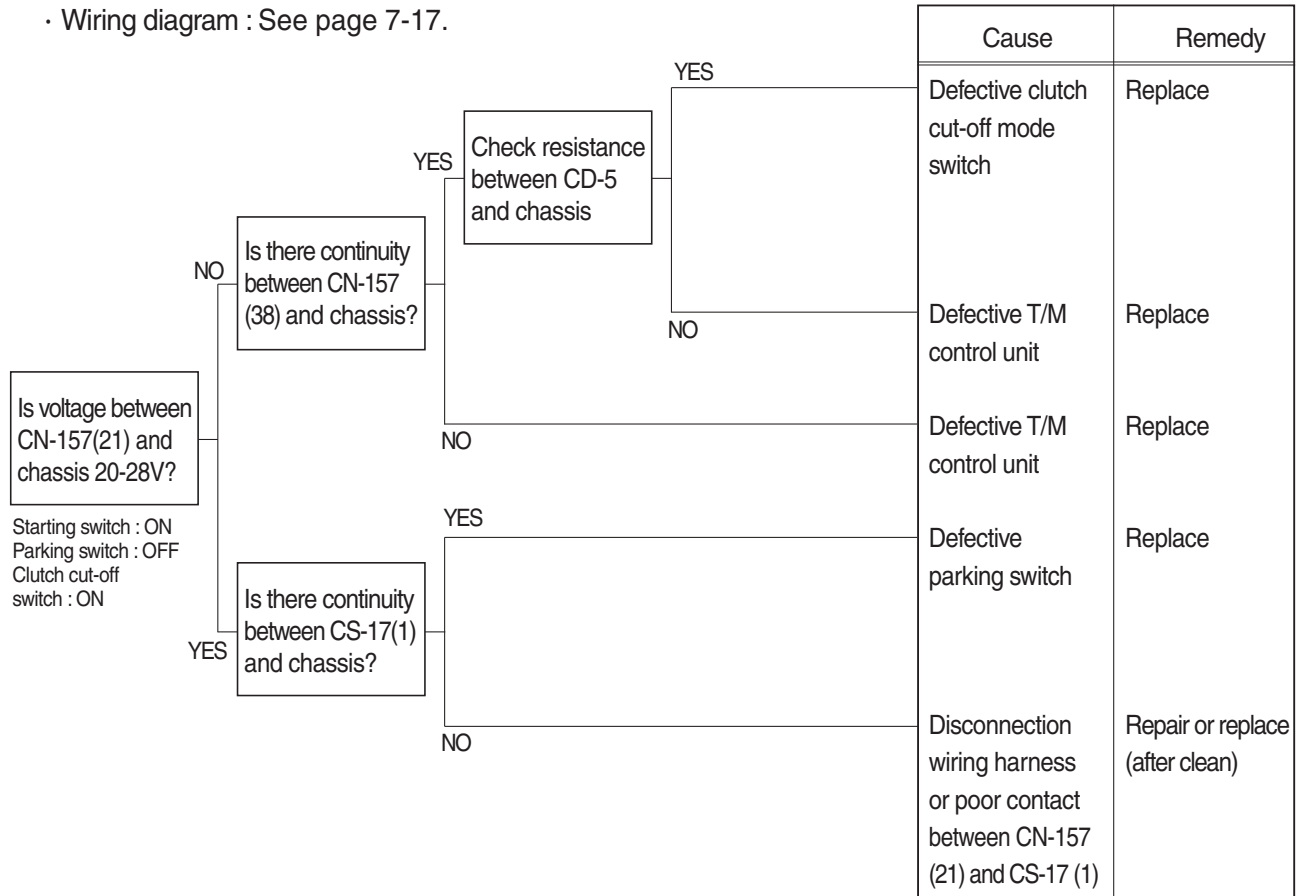 · Wiring diagram : See page 7-17.
Cause
Remedy
YES
Defective clutch
cut-off mode
switch
Replace
YES
Check resistance
between CD-5
and chassis
NO
Is there continuity
between CN-157
(38) and chassis?
NO
Defective T/M
control unit
Replace
Is voltage between
CN-157(21) and
chassis 20-28V?
NO
Defective T/M
control unit
Replace
Starting switch : ON
Parking switch : OFF
Clutch cut-off
switch : ON
YES
Defective
parking switch
Replace
YES
Is there continuity
between CS-17(1)
and chassis?
NO
Disconnection
wiring harness
or poor contact
between CN-157
(21) and CS-17 (1)
Repair or replace
(after clean)